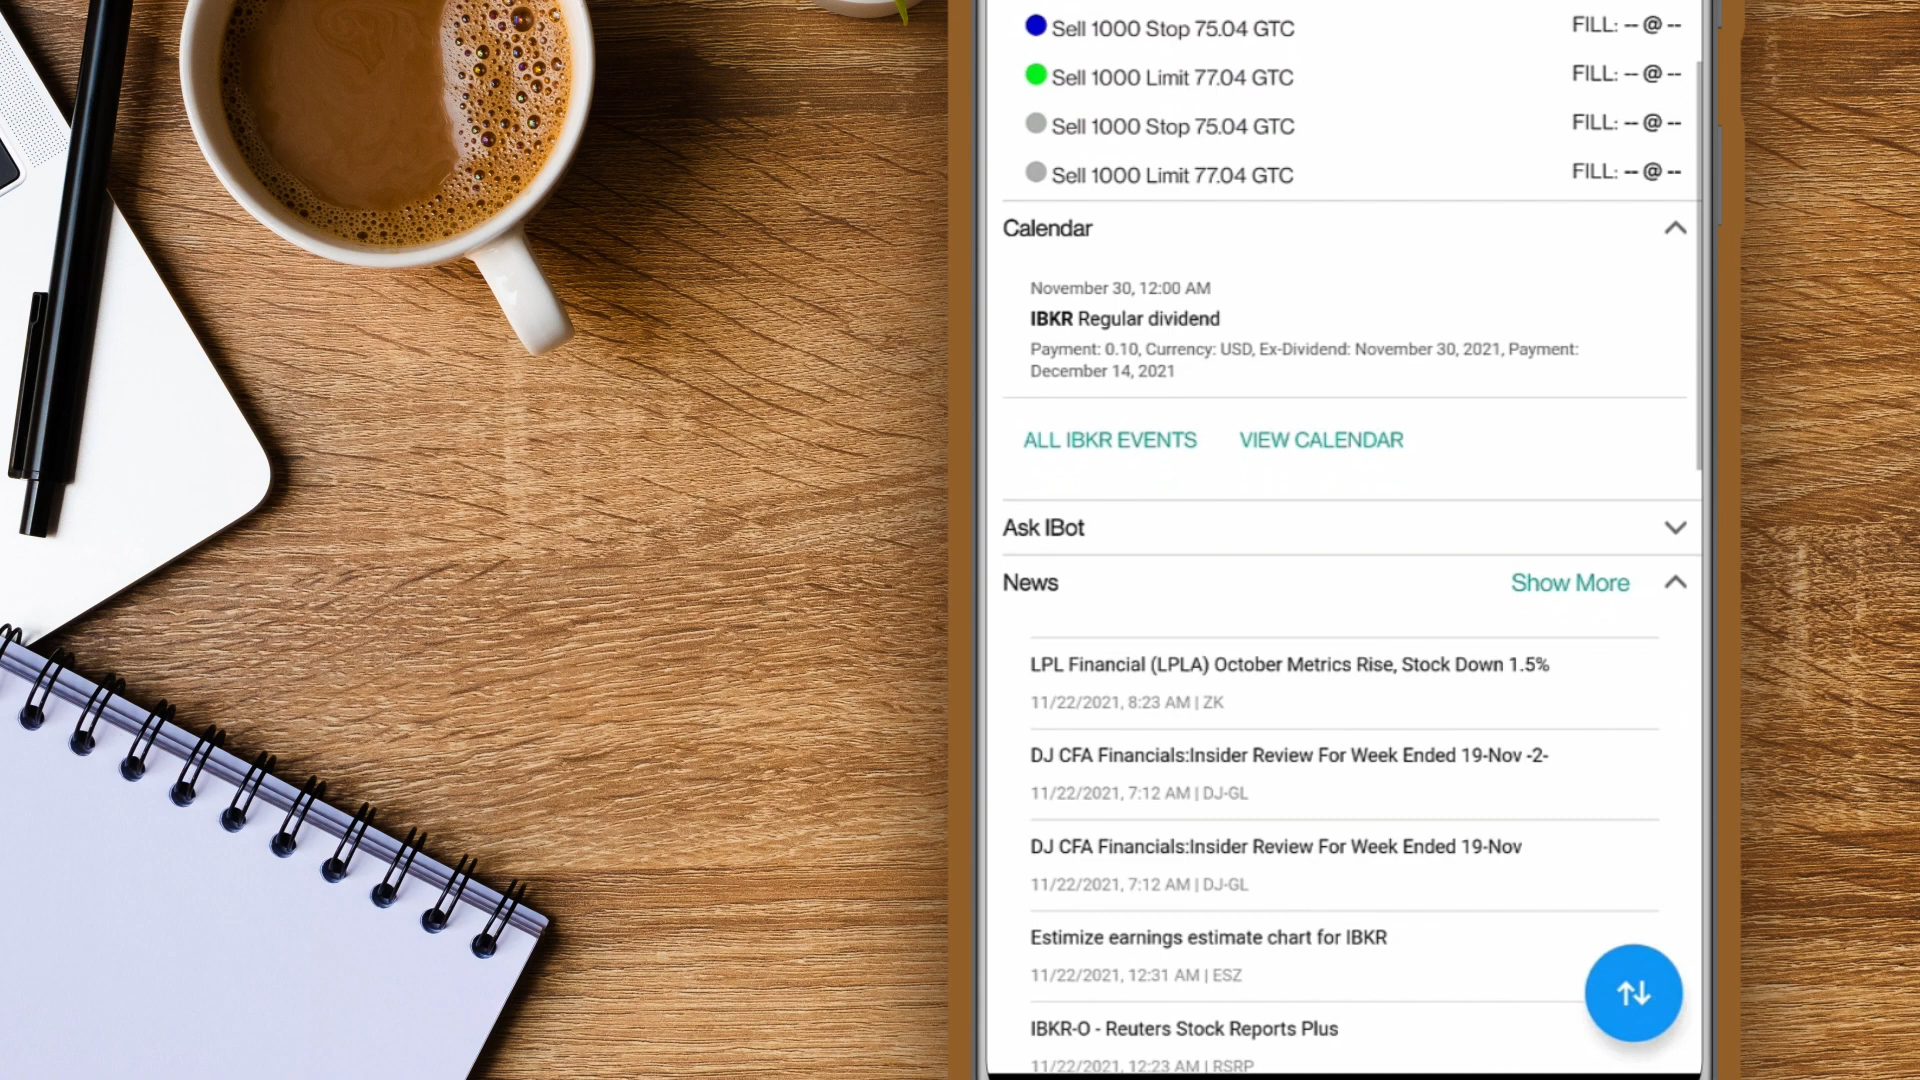 Sell 1000 Stop 75.04 GTC FILL: -- @ --
Sell 1000 Limit 77.04 GTC FILL: -- @ --
Sell 1000 Stop 75.04 GTC FILL: -- @ --
Sell 1000 Limit 77.04 GTC FILL: -- @ --
Calendar
November 30, 12:00 AM
IBKR Regular dividend
Payment: 0.10, Currency: USD, Ex-Dividend: November 30, 2021, Payment:
December 14, 2021
ALL IBKR EVENTS VIEW CALENDAR
Ask IBot
News Show More
LPL Financial (LPLA) October Metrics Rise, Stock Down 1.5%
11/22/2021, 8:23 AM | ZK
DJ CFA Financials:Insider Review For Week Ended 19-Nov -2-
11/22/2021, 7:12 AM | DJ-GL
DJ CFA Financials:Insider Review For Week Ended 19-Nov
11/22/2021, 7:12 AM | DJ-GL
Estimize earnings estimate chart for IBKR
11/22/2021, 12:31 AM | ESZ
IBKR-O - Reuters Stock Reports Plus
11/22/2021, 12:23 AM | RSRP